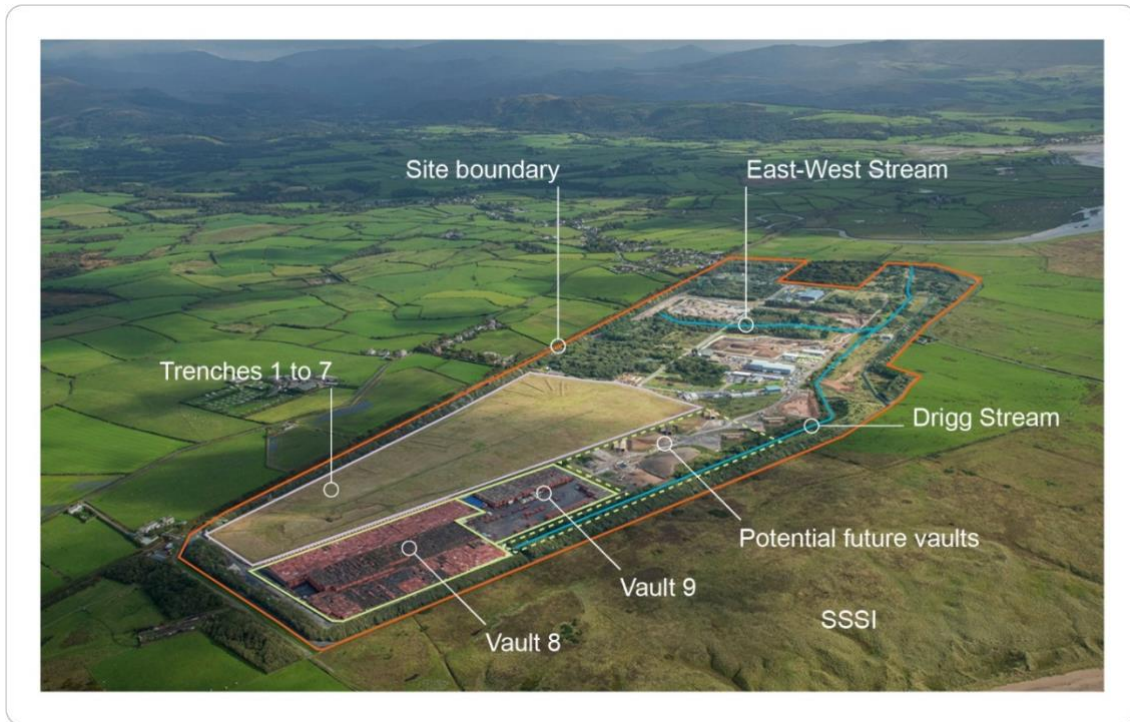 Site boundary
East-West Stream
Trenches 1 to 7
Drigg Stream
Potential future vaults
Vault 9
SSSI
Vault 8